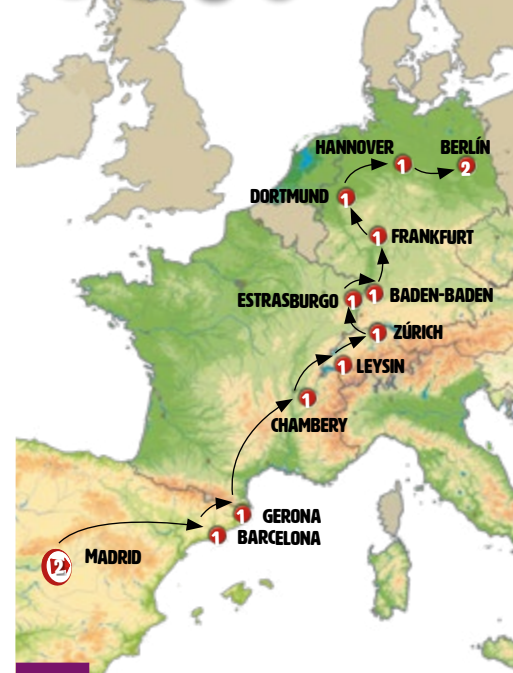 HANNOVER
BERLÍN
1
2
DORTMUND
1
1
FRANKFURT
ESTRASBURGO
1
1
BADEN-BADEN
1
ZÚRICH
1
LEYSIN
1
CHAMBERY
1
GERONA
1
BARCELONA
2
MADRID